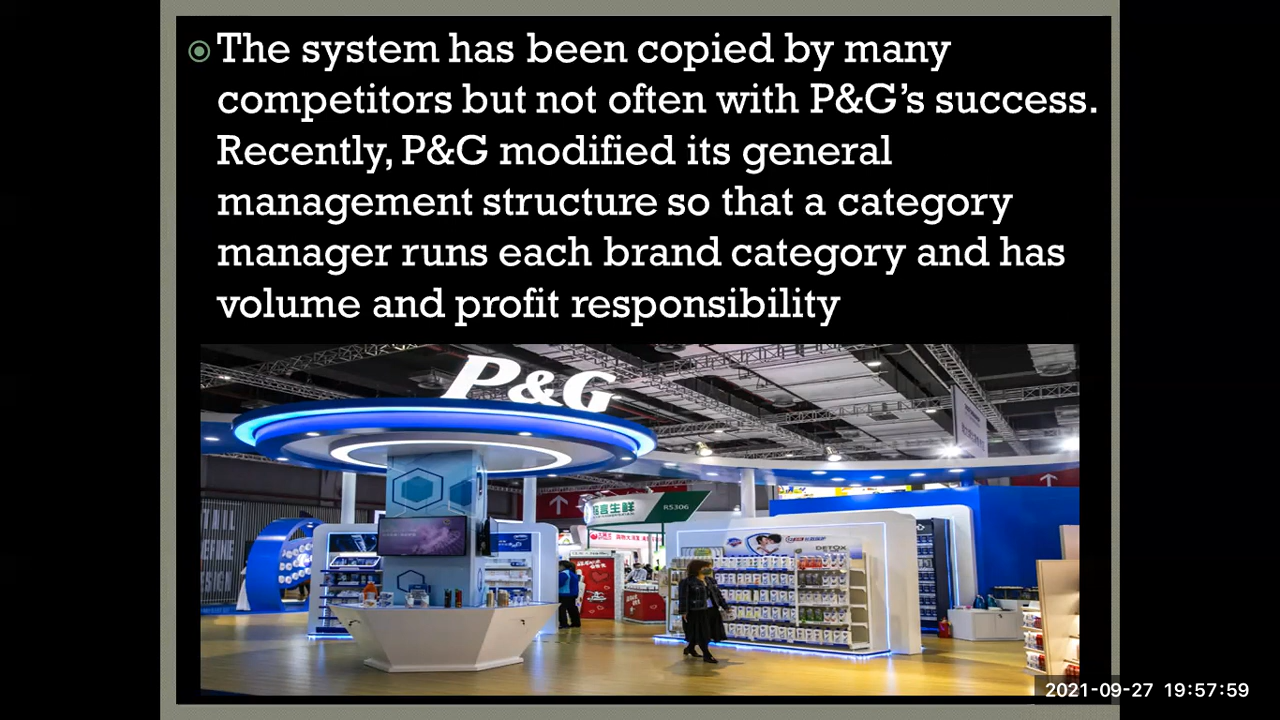 The system has been copied by many
competitors but not often with P&G’s success.
Recently, P&G modified its general
management structure so that a category
manager runs each brand category and has
volume and profit responsibility
P&G
R5306
DETOX
2021-09-27 19:57:59